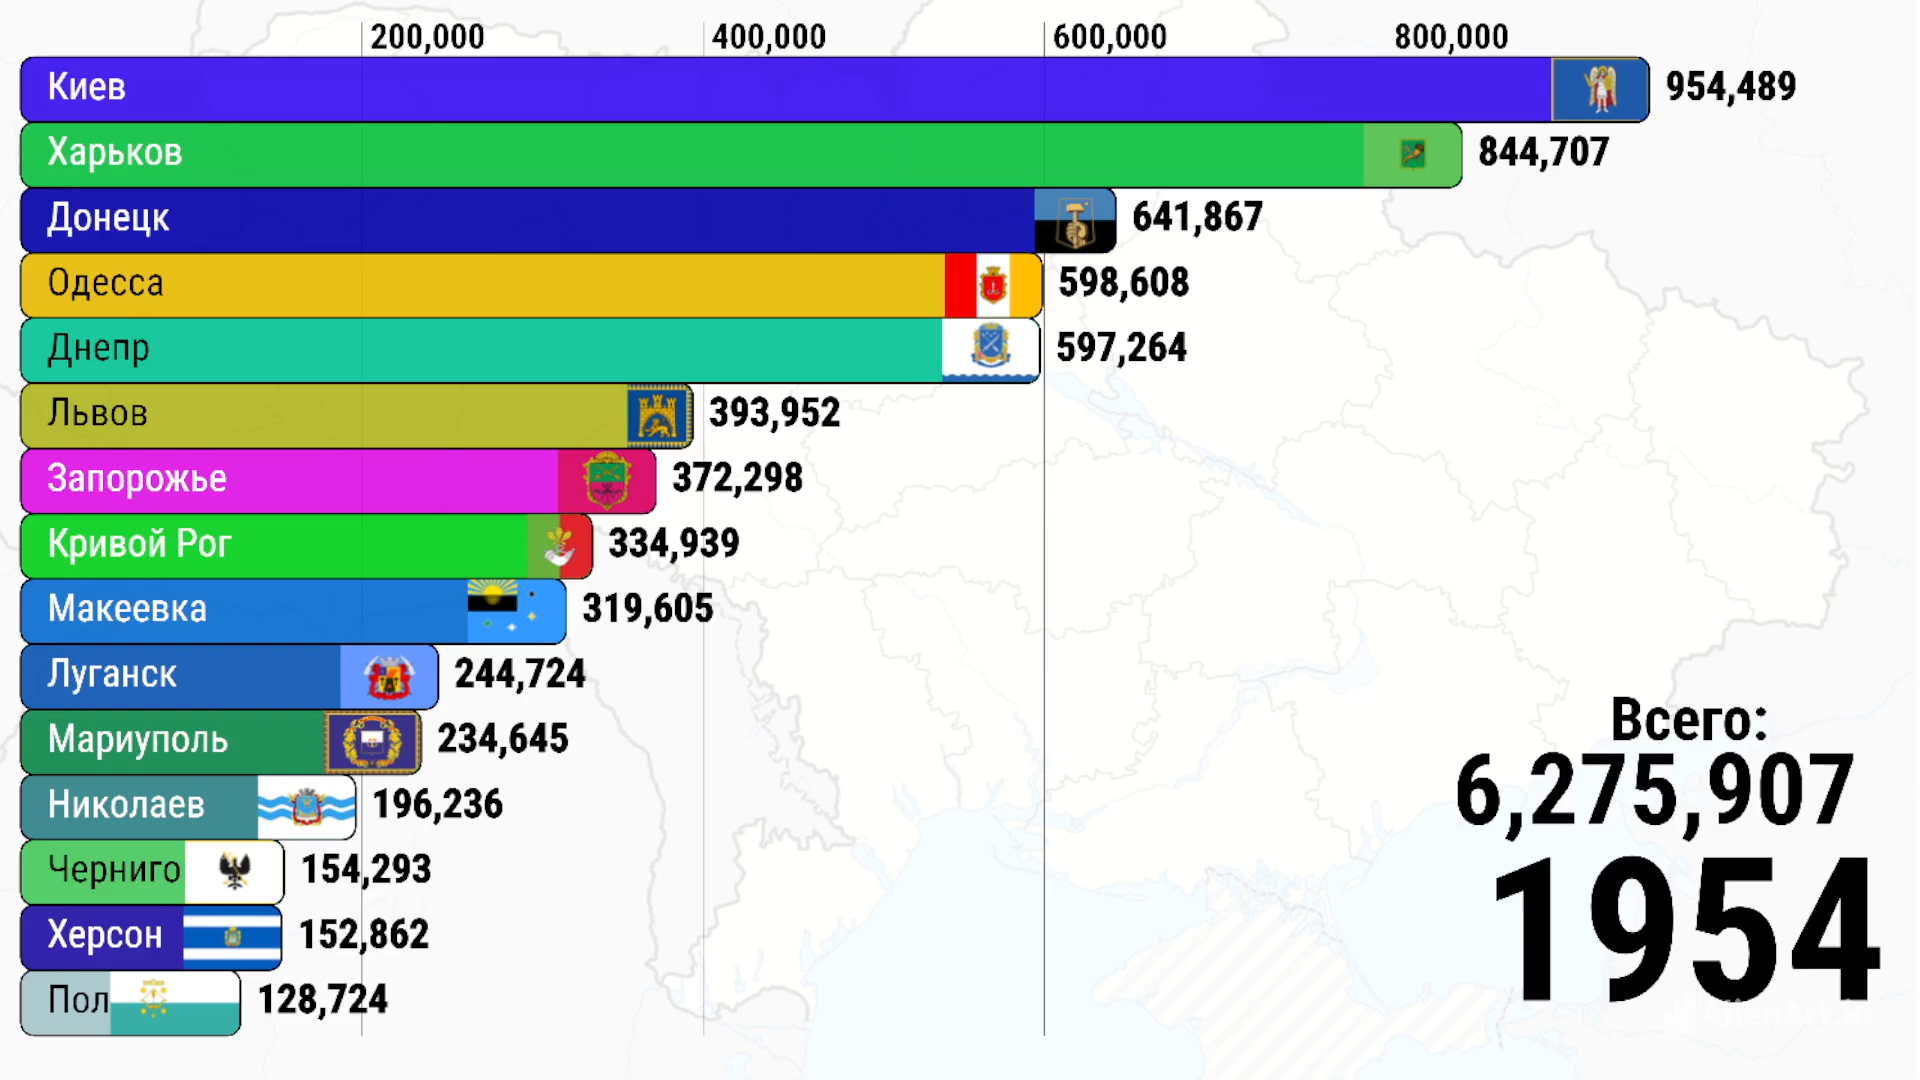 200,000 400,000 600,000 800,000
Киев 954,489
Харьков 844,707
Донецк 641,867
Одесса 598,608
Днепр 597,264
Львов 393,952
Запорожье 372,298
Кривой Рог 334,939
Макеевка 319,605
Луганск 244,724
Мариуполь 234,645
Николаев 196,236
Черниго 154,293
Херсон 152,862
Пол 128,724
Всего:
6,275,907
1954